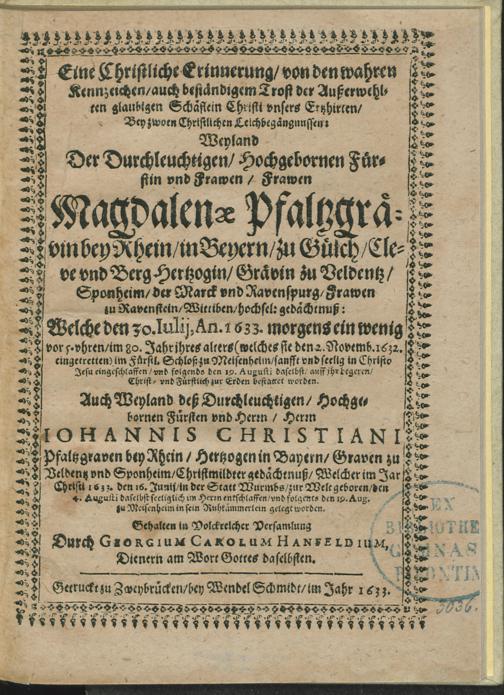 Eine Christliche Erinnerung/ von den wahren
Kennzeichen/ auch beständigem Trost der Außerwehl-
ten glaubigen Schäflein Christi vnsers Ertzhirten/
Bey zwoen Christlichen Leichbegängnussen:
Weyland
Der Durchleuchtigen/ Hochgebornen Für-
stin vnd Frawen/ Frawen
Magdalenæ Pfaltzgrä-
vin bey Rhein/ in Beyern/ zu Gülch/ Cle-
ve vnd Berg Hertzogin/ Grävin zu Veldentz/
Sponheim/ der Marck vnd Ravenspurg/ Frawen
zu Ravenstein/ Wittiben/ hochsel: gedächtnuß:
Welche den 30. Iulij, An. 1633. morgens ein wenig
vor 5. vhren/ im 80. Jahr ihres alters (welches sie den 2. Novemb. 1632.
eingetretten) im Fürstl. Schloß zu Meisenheim/ sanfft vnd seelig in Christo
Jesu eingeschlaffen/ vnd folgends den 19. Augusti daselbst/ auff ihr begeren/
Christ- vnd Fürstlich zur Erden bestattet worden.
Auch Weyland deß Durchleuchtigen/ Hochge-
bornen Fürsten vnd Herrn/ Herrn
IOHANNIS CHRISTIANI
Pfaltzgraven bey Rhein/ Hertzogen in Bayern/ Graven zu
Veldentz vnd Sponheim/ Christmildter gedächtnuß/ Welcher im Jar
Christi 1633. den 16. Junij/ in der Statt Wurmbs/ zur Welt geboren/ den
4. Augusti daselbst seeliglich im Herrn entschlaffen/ vnd folgents den 19. Aug.
zu Meisenheim in sein Ruhkämmerlein gelegt worden.
Gehalten in Volckreicher Versamlung
Durch GEORGIUM CAROLUM HANFELDIUM,
Dienern am Wort Gottes daselbsten.
Getruckt zu Zweybrücken/ bey Wendel Schmidt/ im Jahr 1633.
EX
BIBLIOTHE
GYMNAS
BIPONTIN
3036.